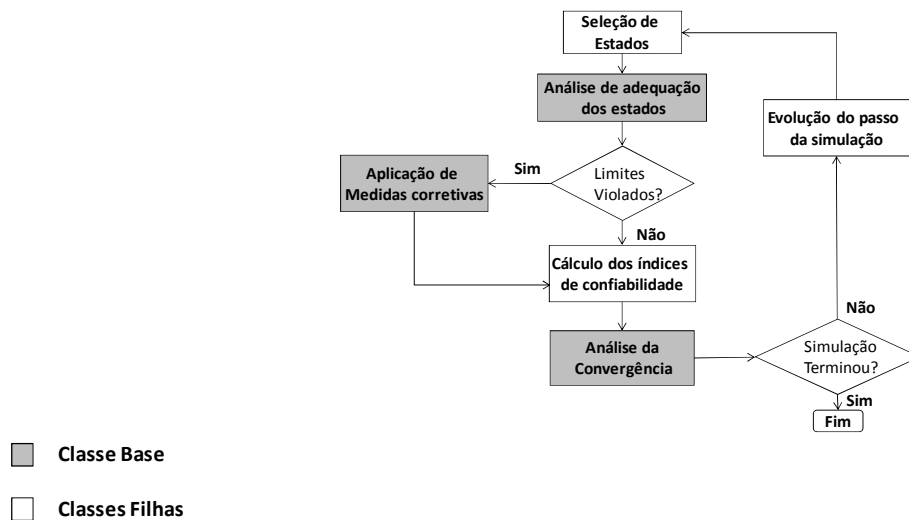 Seleção de
Estados
Análise de adequação
dos estados
Evolução do passo
da simulação
Aplicação de
Medidas corretivas
Sim
Limites
Violados?
Não
Cálculo dos índices
de confiabilidade
Não
Análise da
Convergência
Simulação
Terminou?
Sim
Fim
Classe Base
Classes Filhas